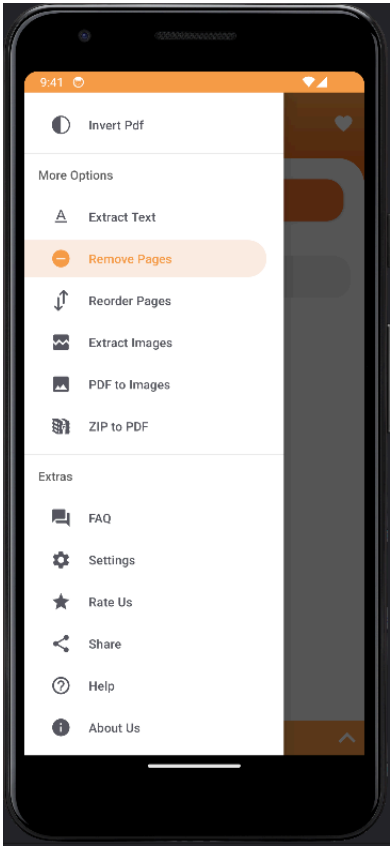 9:41
Invert Pdf
More Options
Extract Text
Remove Pages
Reorder Pages
Extract Images
PDF to Images
ZIP to PDF
Extras
FAQ
Settings
Rate Us
Share
Help
About Us